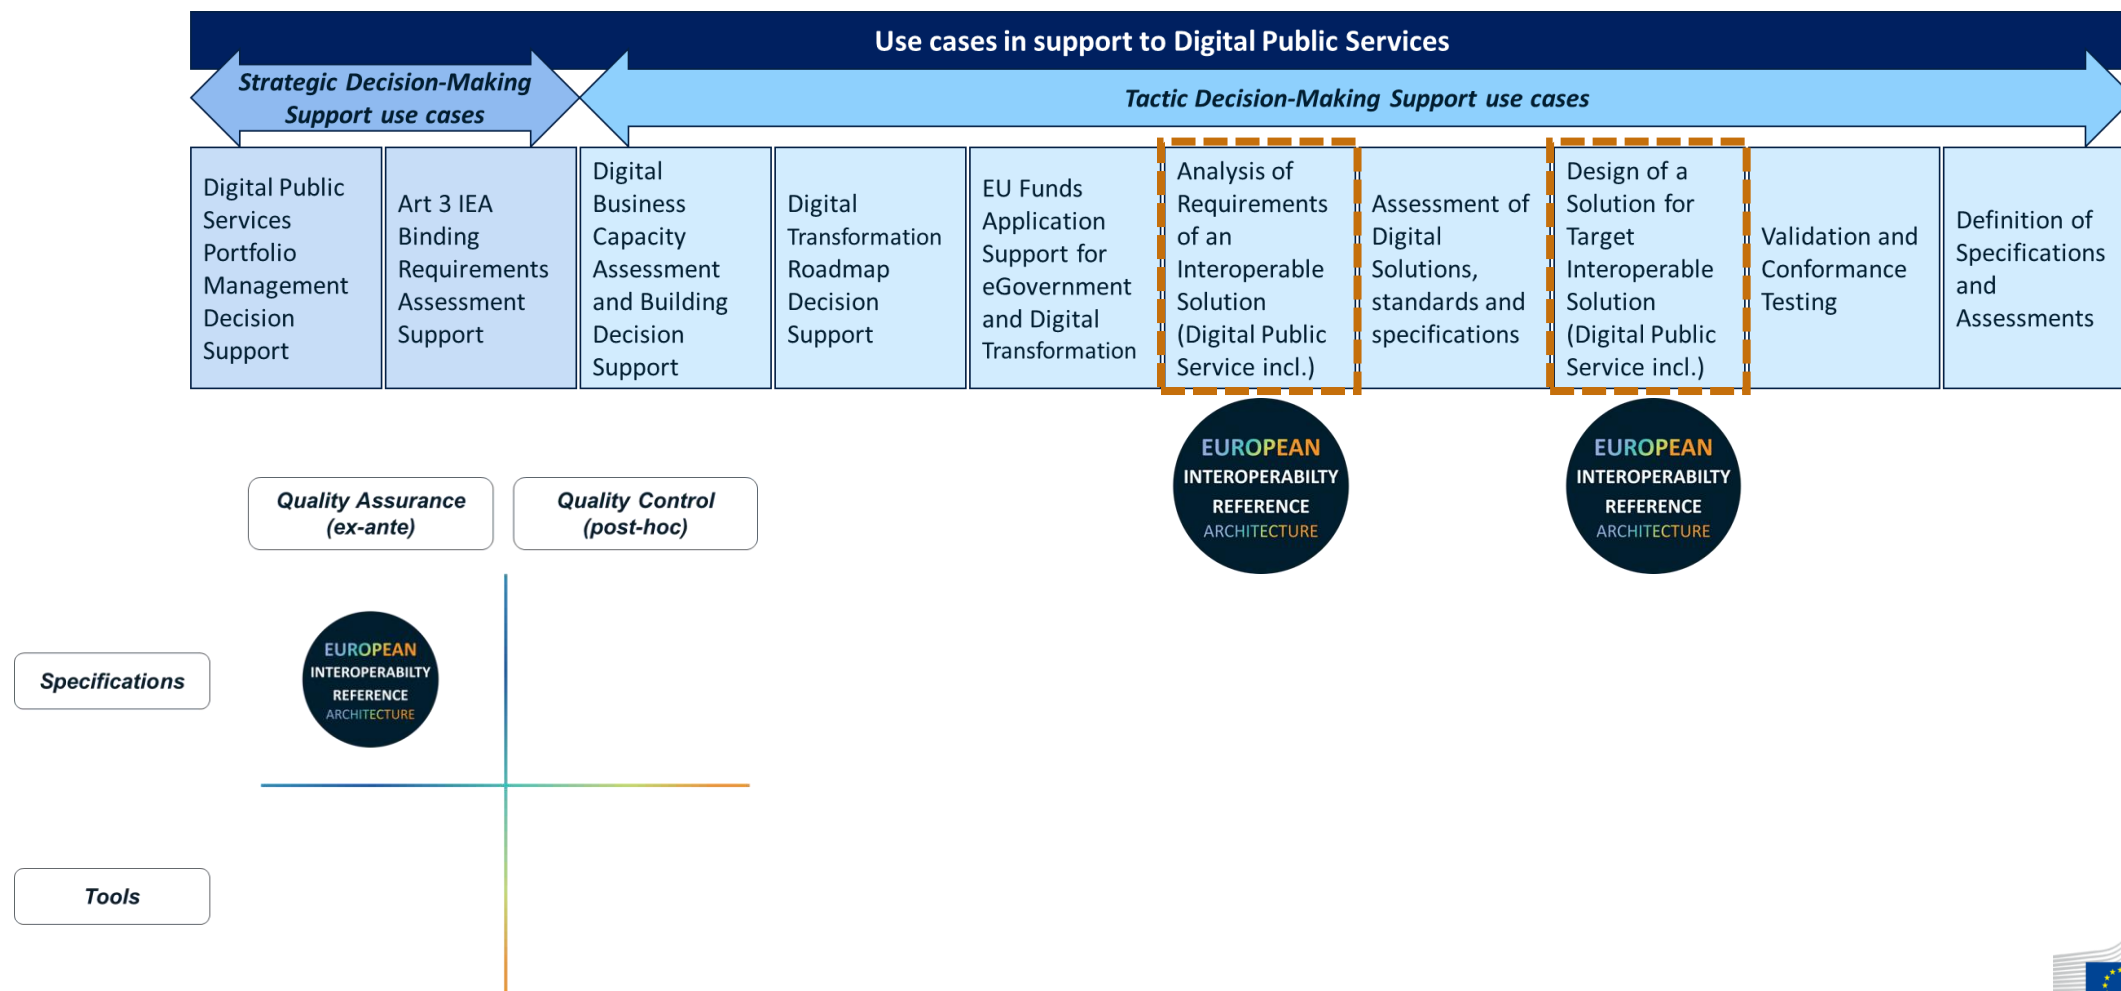 Use cases in support to Digital Public Services
Strategic Decision-Making
Support use cases
Tactic Decision-Making Support use cases
Digital Public
Services
Portfolio
Management
Decision
Support
Art 3 IEA
Binding
Requirements
Assessment
Support
Digital
Business
Capacity
Assessment
and Building
Decision
Support
Digital
Transformation
Roadmap
Decision
Support
EU Funds
Application
Support for
eGovernment
and Digital
Transformation
Analysis of
Requirements
of an
Interoperable
Solution
(Digital Public
Service incl.)
Assessment of
Digital
Solutions,
standards and
specifications
Design of a
Solution for
Target
Interoperable
Solution
(Digital Public
Service incl.)
Validation and
Conformance
Testing
Definition of
Specifications
and
Assessments
EUROPEAN
INTEROPERABILTY
REFERENCE
ARCHITECTURE
EUROPEAN
INTEROPERABILTY
REFERENCE
ARCHITECTURE
Quality Assurance
(ex-ante)
Quality Control
(post-hoc)
Specifications
EUROPEAN
INTEROPERABILTY
REFERENCE
ARCHITECTURE
Tools